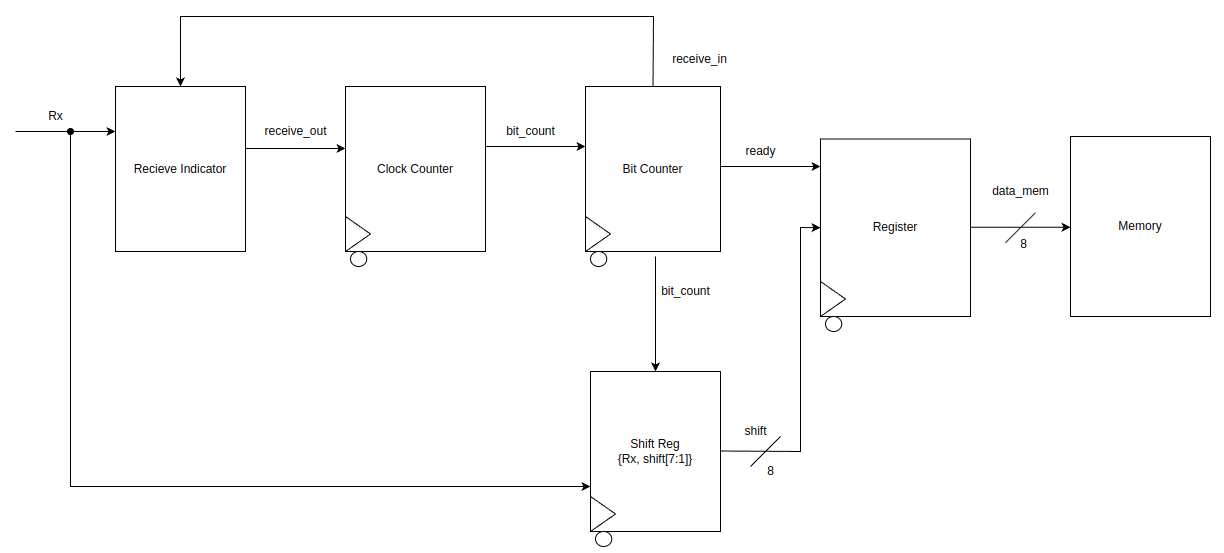 receive_in
Rx
receive_out
bit_count
ready
Recieve Indicator
Clock Counter
Bit Counter
data_mem
Register
Memory
8
bit_count
shift
Shift Reg
{Rx, shift[7:1]}
8